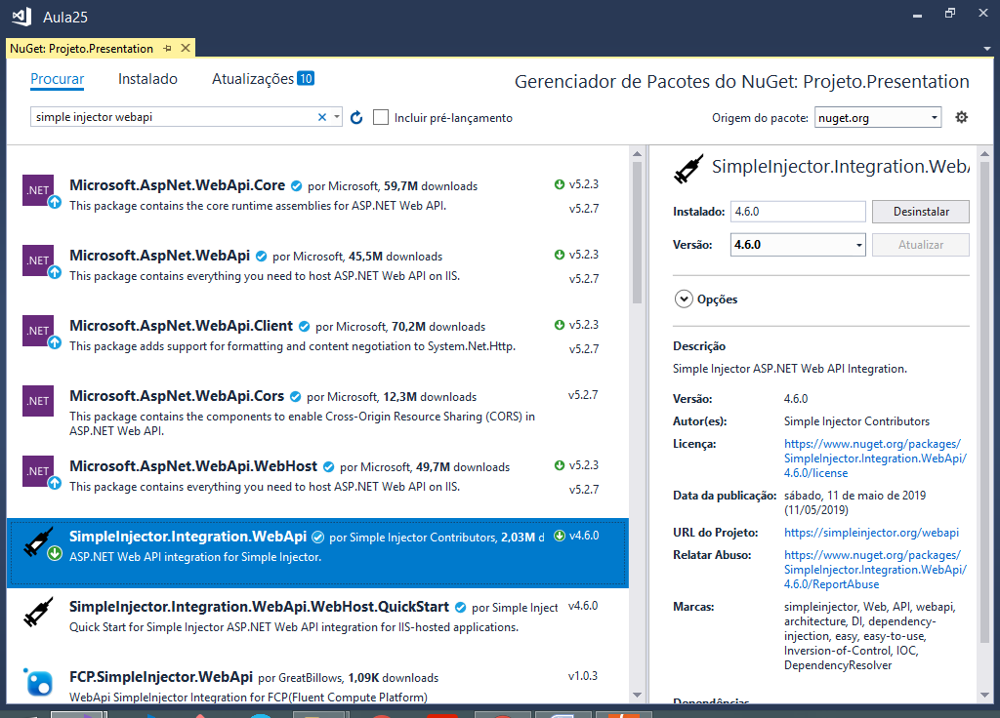 Aula25
NuGet: Projeto.Presentation
Procurar Instalado Atualizações 10
Gerenciador de Pacotes do NuGet: Projeto.Presentation
simple injector webapi
Incluir pré-lançamento
Origem do pacote: nuget.org
.NET
Microsoft.AspNet.WebApi.Core por Microsoft, 59,7M downloads
v5.2.3
This package contains the core runtime assemblies for ASP.NET Web API.
v5.2.7
.NET
Microsoft.AspNet.WebApi por Microsoft, 45,5M downloads
v5.2.3
This package contains everything you need to host ASP.NET Web API on IIS.
v5.2.7
.NET
Microsoft.AspNet.WebApi.Client por Microsoft, 70,2M downloads
v5.2.3
This package adds support for formatting and content negotiation to System.Net.Http.
v5.2.7
.NET
Microsoft.AspNet.WebApi.Cors por Microsoft, 12,3M downloads
v5.2.7
This package contains the components to enable Cross-Origin Resource Sharing (CORS) in
ASP.NET Web API.
.NET
Microsoft.AspNet.WebApi.WebHost por Microsoft, 49,7M downloads
v5.2.3
This package contains everything you need to host ASP.NET Web API on IIS.
v5.2.7
SimpleInjector.Integration.WebApi por Simple Injector Contributors, 2,03M d
v4.6.0
ASP.NET Web API integration for Simple Injector.
SimpleInjector.Integration.WebApi.WebHost.QuickStart por Simple Inject
v4.6.0
Quick Start for Simple Injector ASP.NET Web API integration for IIS-hosted applications.
FCP.SimpleInjector.WebApi por GreatBillows, 1,09K downloads
v1.0.3
WebApi SimpleInjector Integration for FCP(Fluent Compute Platform)
SimpleInjector.Integration.WebA
Instalado: 4.6.0 Desinstalar
Versão: 4.6.0 Atualizar
Opções
Descrição
Simple Injector ASP.NET Web API Integration.
Versão: 4.6.0
Autor(es): Simple Injector Contributors
Licença: https://www.nuget.org/packages/
SimpleInjector.Integration.WebApi/
4.6.0/license
Data da publicação: sábado, 11 de maio de 2019
(11/05/2019)
URL do Projeto: https://simpleinjector.org/webapi
Relatar Abuso: https://www.nuget.org/packages/
SimpleInjector.Integration.WebApi/
4.6.0/ReportAbuse
Marcas: simpleinjector, Web, API, webapi,
architecture, DI, dependency-
injection, easy, easy-to-use,
Inversion-of-Control, IOC,
DependencyResolver
Dependências